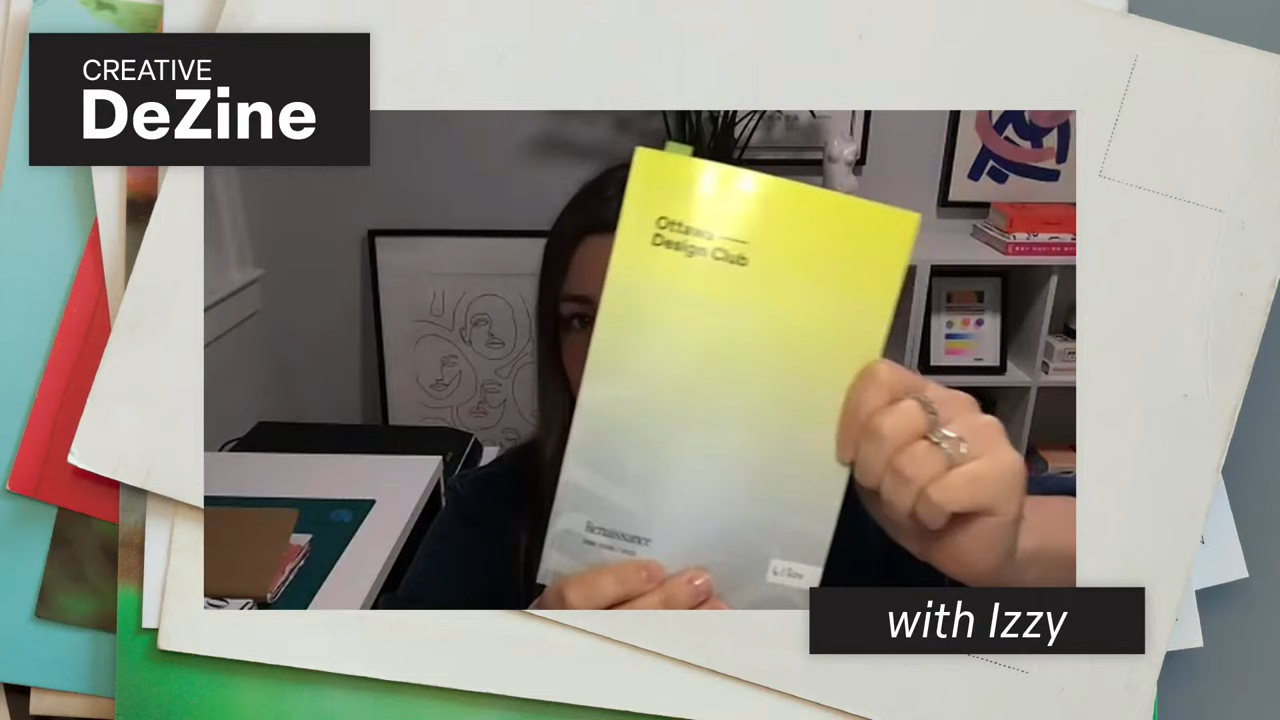 CREATIVE
DeZine
Ottawa
Design Club
Renaissance
with Izzy